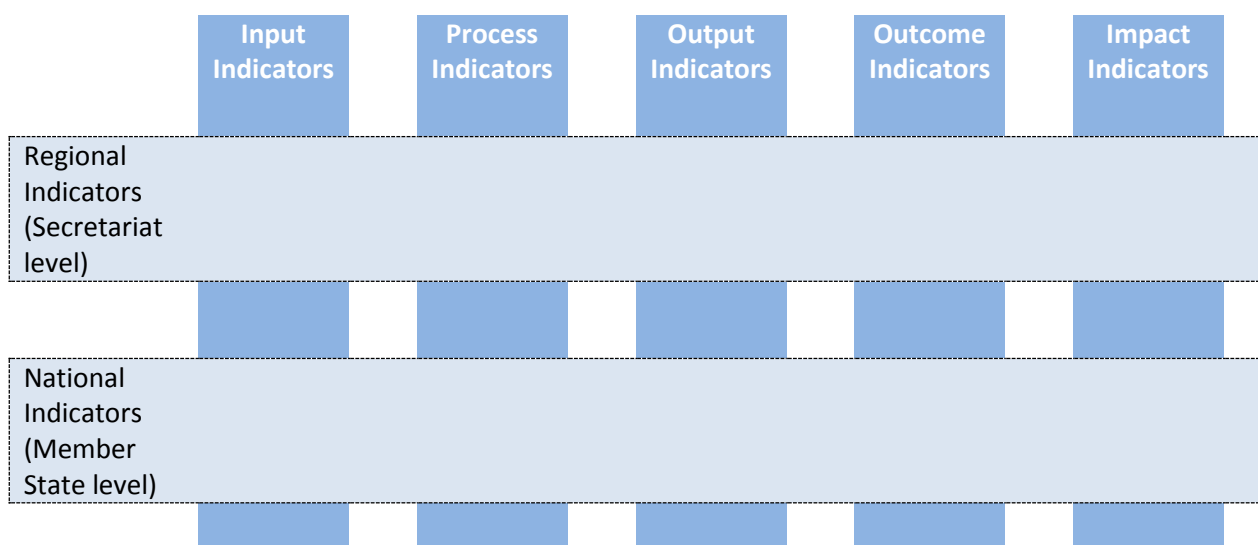 Input
Indicators
Process
Indicators
Output
Indicators
Outcome
Indicators
Impact
Indicators
Regional
Indicators
(Secretariat
level)
National
Indicators
(Member
State level)